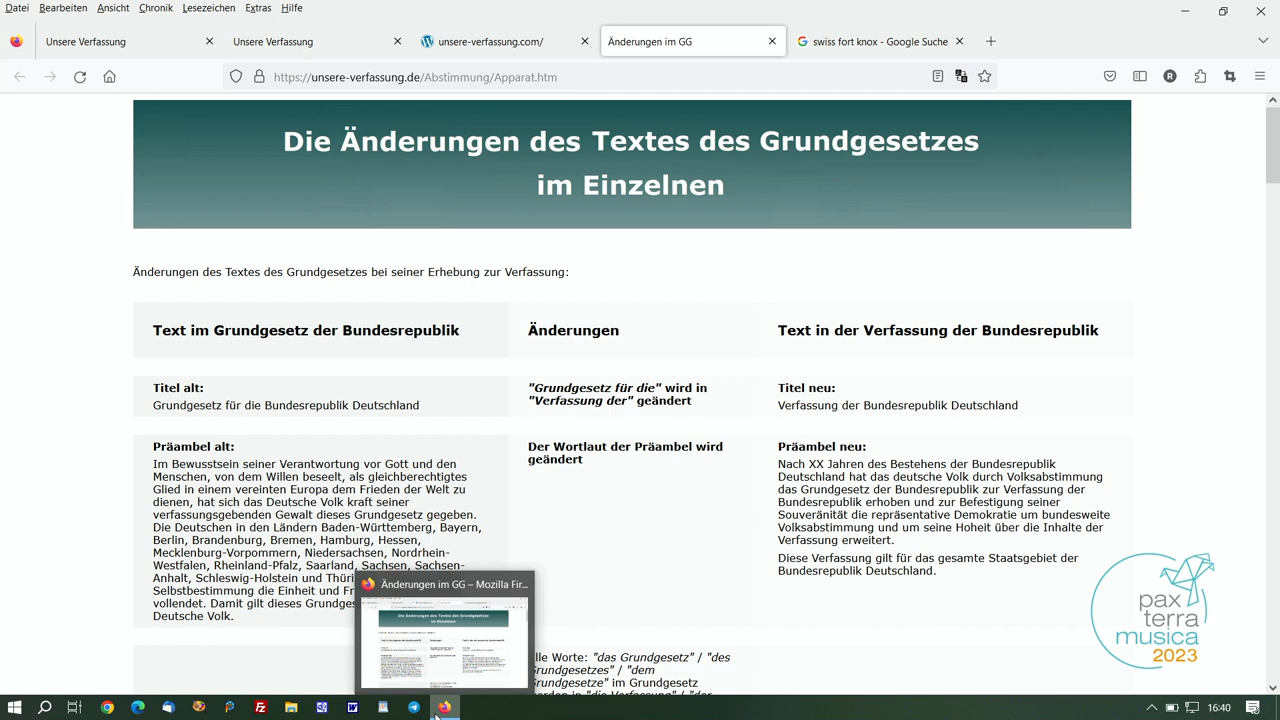 Datei Bearbeiten Ansicht Chronik Lesezeichen Extras Hilfe
Unsere Verfassung
Unsere Verfassung
unsere-verfassung.com/
Änderungen im GG
swiss fort knox - Google Suche
https://unsere-verfassung.de/Abstimmung/Apparat.htm
Die Änderungen des Textes des Grundgesetzes
im Einzelnen
Änderungen des Textes des Grundgesetzes bei seiner Erhebung zur Verfassung:
Text im Grundgesetz der Bundesrepublik
Änderungen
Text in der Verfassung der Bundesrepublik
Titel alt:
Grundgesetz für die Bundesrepublik Deutschland
"Grundgesetz für die" wird in
"Verfassung der" geändert
Titel neu:
Verfassung der Bundesrepublik Deutschland
Präambel alt:
Im Bewusstsein seiner Verantwortung vor Gott und den
Menschen, von dem Willen beseelt, als gleichberechtigtes
Glied in einem vereinten Europa dem Frieden der Welt zu
dienen, hat sich das Deutsche Volk kraft seiner
verfassungsgebenden Gewalt dieses Grundgesetz gegeben.
Die Deutschen in den Ländern Baden-Württemberg, Bayern,
Berlin, Brandenburg, Bremen, Hamburg, Hessen,
Mecklenburg-Vorpommern, Niedersachsen, Nordrhein-
Westfalen, Rheinland-Pfalz, Saarland, Sachsen, Sachsen-
Anhalt, Schleswig-Holstein und Thür
Selbstbestimmung die Einheit und Fr
vollendet. Damit gilt dieses Grundge
Deutsche Volk.
Der Wortlaut der Präambel wird
geändert
Präambel neu:
Nach XX Jahren des Bestehens der Bundesrepublik
Deutschland hat das deutsche Volk durch Volksabstimmung
das Grundgesetz der Bundesrepublik zur Verfassung der
Bundesrepublik erhoben und zur Befestigung seiner
Souveränität die repräsentative Demokratie um bundesweite
Volksabstimmung und um seine Hoheit über die Inhalte der
Verfassung erweitert.
Diese Verfassung gilt für das gesamte Staatsgebiet der
Bundesrepublik Deutschland.
lle Worte: "das Grundgesetz" / "des
rundgesetzes" / "dem
rundgesetze" im Grundgesetz
erden in "die Verfassung" / "der
Änderungen im GG – Mozilla Fir...
pax
terra
musica
2023
16:40